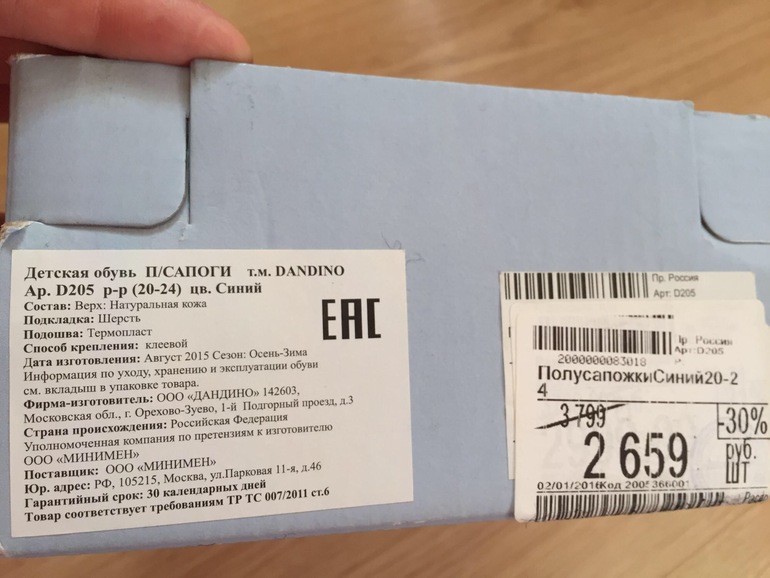 Детская обувь П/САПОГИ т.м. DANDINO
Ар. D205 р-р (20-24) цв. Синий
Состав: Верх: Натуральная кожа
Подкладка: Шерсть
Подошва: Термопласт
Способ крепления: клеевой
Дата изготовления: Август 2015 Сезон: Осень-Зима
Информация по уходу, хранению и эксплуатации обуви
см. вкладыш в упаковке товара.
Фирма-изготовитель: ООО «ДАНДИНО» 142603,
Московская обл., г. Орехово-Зуево, 1-й Подгорный проезд, д.3
Страна происхождения: Российская Федерация
Уполномоченная компания по претензиям к изготовителю
ООО «МИНИМЕН»
Поставщик: ООО «МИНИМЕН»
Юр. адрес: РФ, 105215, Москва, ул.Парковая 11-я, д.46
Гарантийный срок: 30 календарных дней
Товар соответствует требованиям ТР ТС 007/2011 ст.6
EAC
Пр. Россия
Арт: D205
Пр Россия
Арт:D205
2000000083018
ПолусапожкиСиний20-2
4
3 799
-30%
2 659
руб.
шт
02/01/2016Код